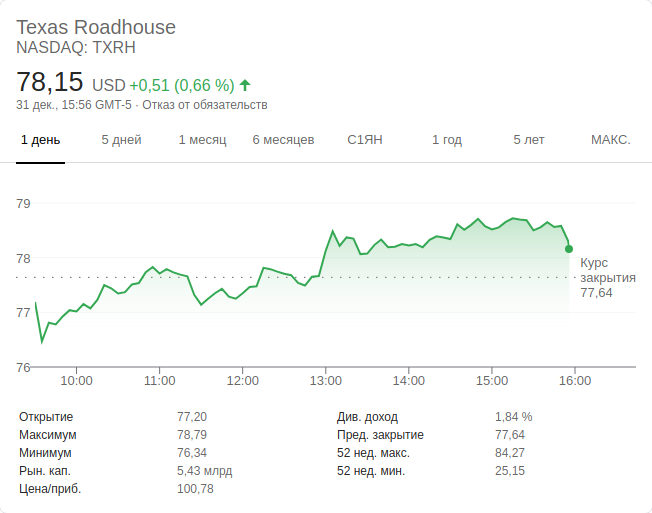 Texas Roadhouse
NASDAQ: TXRH
78,15 USD +0,51 (0,66 %)
31 дек., 15:56 GMT-5 · Отказ от обязательств
1 день 5 дней 1 месяц 6 месяцев С1ЯН 1 год 5 лет МАКС.
79
78
77
76
Курс
закрытия
77,64
10:00 11:00 12:00 13:00 14:00 15:00 16:00
Открытие 77,20 Див. доход 1,84 %
Максимум 78,79 Пред. закрытие 77,64
Минимум 76,34 52 нед. макс. 84,27
Рын. кап. 5,43 млрд 52 нед. мин. 25,15
Цена/приб. 100,78